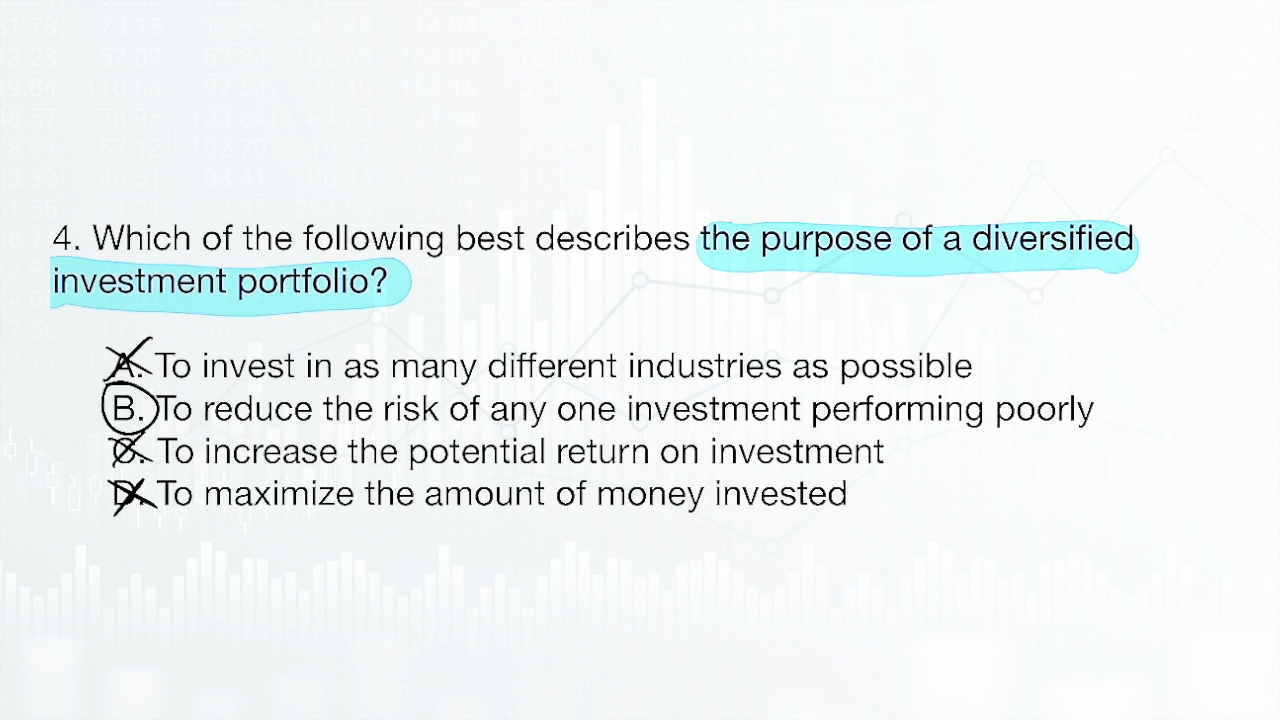 4. Which of the following best describes the purpose of a diversified
investment portfolio?
A. To invest in as many different industries as possible
B. To reduce the risk of any one investment performing poorly
C. To increase the potential return on investment
D. To maximize the amount of money invested